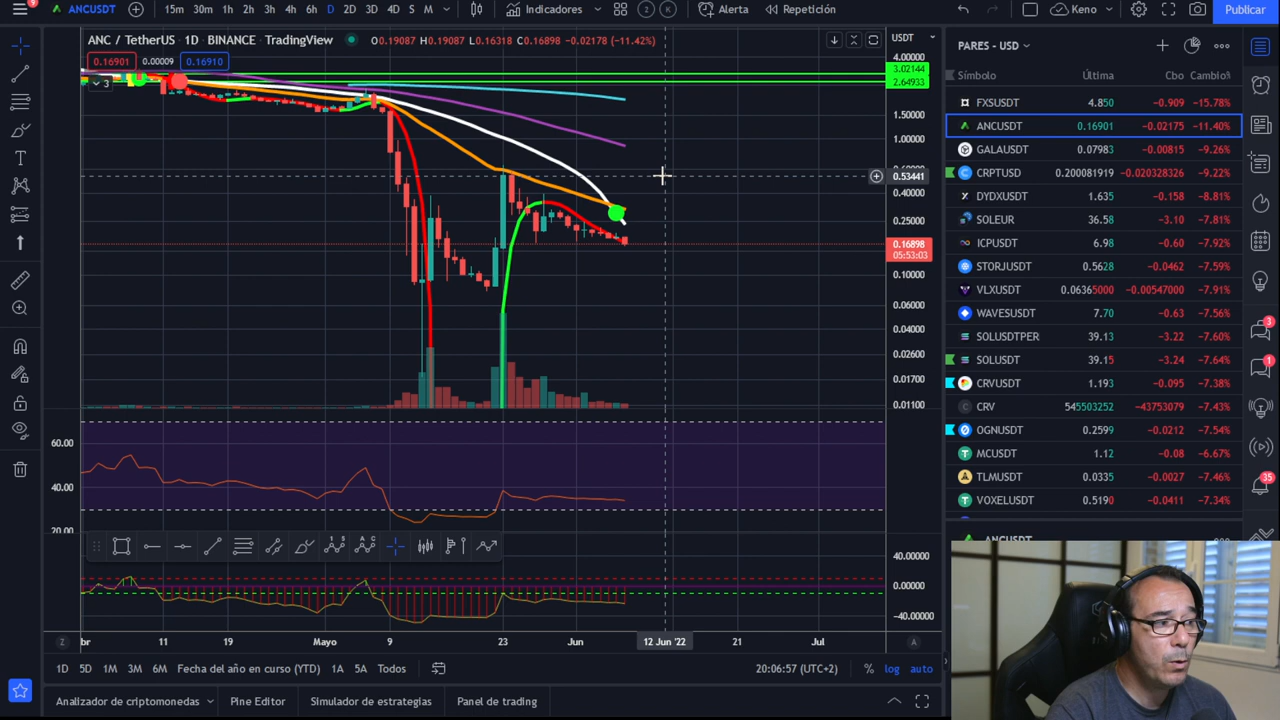 9
ANCUSDT
15m 30m 1h 2h 3h 4h 6h D 2D 3D 4D S M
Indicadores
2 K
Alerta
Repetición
Keno
Publicar
ANC / TetherUS · 1D · BINANCE · TradingView
O0.19087 H0.19087 L0.16318 C0.16898 -0.02178 (-11.42%)
0.16901 0.00009 0.16910
3
USDT
4.00000
3.02144
2.64933
1.50000
1.00000
0.53441
0.40000
0.25000
0.16898
05:53:03
0.10000
0.06000
0.04000
0.02600
0.01700
0.01100
60.00
40.00
20.00
40.00000
0.00000
-40.00000
Z
br 11 19 Mayo 9 23 Jun 12 Jun '22 21 Jul
A
1D 5D 1M 3M 6M Fecha del año en curso (YTD) 1A 5A Todos
20:06:57 (UTC+2)
% log auto
Analizador de criptomonedas
Pine Editor
Simulador de estrategias
Panel de trading
PARES - USD
Símbolo Última Cbo Cambio%
FXSUSDT 4.850 -0.909 -15.78%
ANCUSDT 0.16901 -0.02175 -11.40%
GALAUSDT 0.07983 -0.00815 -9.26%
CRPTUSD 0.200081919 -0.020328326 -9.22%
DYDXUSDT 1.635 -0.158 -8.81%
SOLEUR 36.58 -3.10 -7.81%
ICPUSDT 6.98 -0.60 -7.92%
STORJUSDT 0.5628 -0.0462 -7.59%
VLXUSDT 0.06365000 -0.00547000 -7.91%
WAVESUSDT 7.70 -0.63 -7.56%
SOLUSDTPER 39.13 -3.22 -7.60%
SOLUSDT 39.15 -3.24 -7.64%
CRVUSDT 1.193 -0.095 -7.38%
CRV 545503252 -43753079 -7.43%
OGNUSDT 0.2599 -0.0212 -7.54%
MCUSDT 1.12 -0.08 -6.67%
TLMUSDT 0.0335 -0.0027 -7.46%
VOXELUSDT 0.5190 -0.0411 -7.34%
ANCUSDT
3
1
35